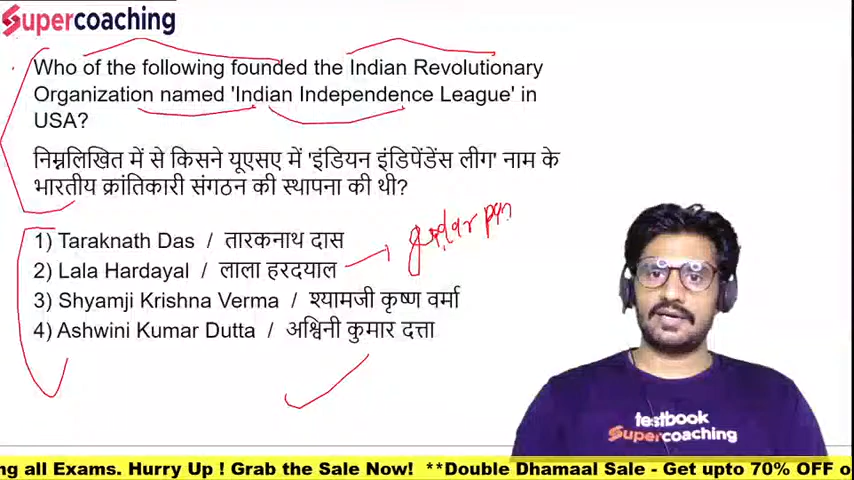 Supercoaching
Who of the following founded the Indian Revolutionary
Organization named 'Indian Independence League' in
USA?
निम्नलिखित में से किसने यूएसए में 'इंडियन इंडिपेंडेंस लीग' नाम के
भारतीय क्रांतिकारी संगठन की स्थापना की थी?
1) Taraknath Das / तारकनाथ दास
2) Lala Hardayal / लाला हरदयाल
3) Shyamji Krishna Verma / श्यामजी कृष्ण वर्मा
4) Ashwini Kumar Dutta / अश्विनी कुमार दत्ता
testbook
Supercoaching
ng all Exams. Hurry Up ! Grab the Sale Now! **Double Dhamaal Sale - Get upto 70% OFF o